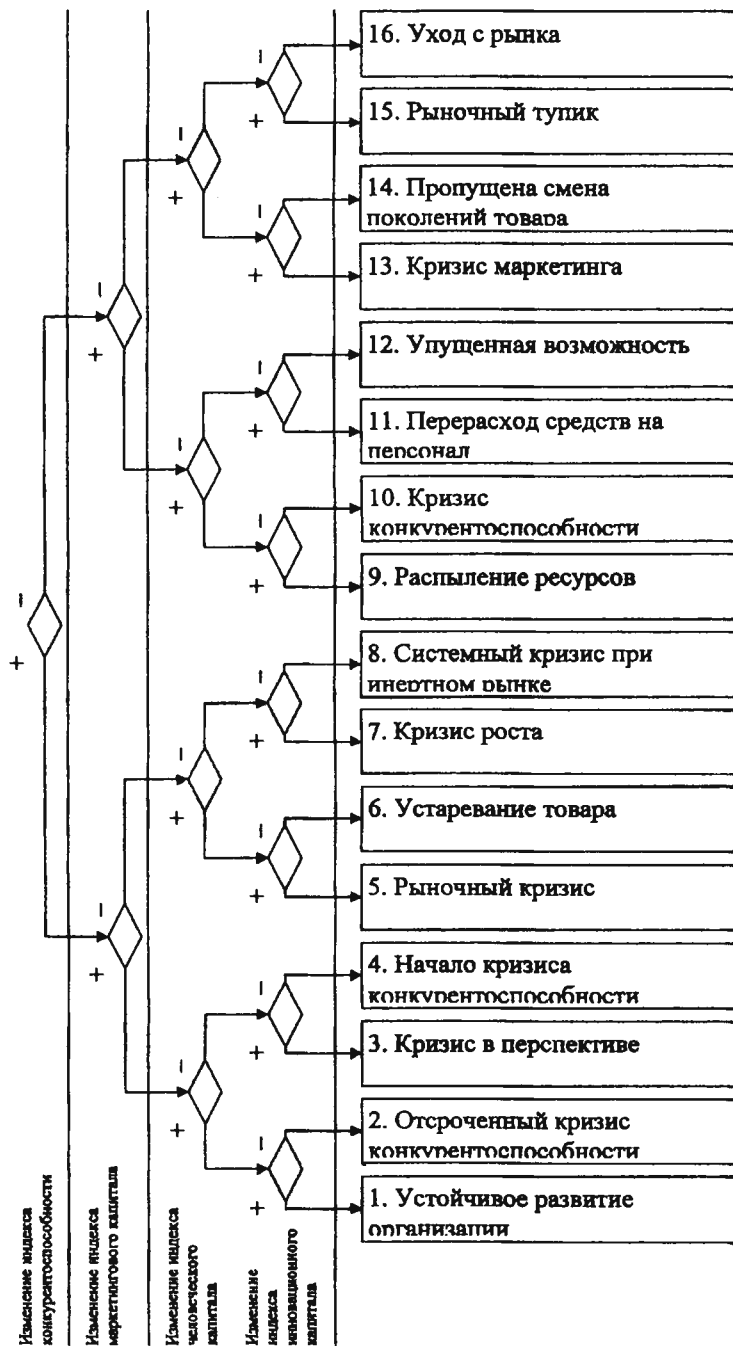 16. Уход с рынка
15. Рыночный тупик
14. Пропущена смена
поколений товара
13. Кризис маркетинга
12. Упущенная возможность
11. Перерасход средств на
персонал
10. Кризис
конкурентоспособности
9. Распыление ресурсов
8. Системный кризис при
инертном рынке
7. Кризис роста
6. Устаревание товара
5. Рыночный кризис
4. Начало кризиса
конкурентоспособности
3. Кризис в перспективе
2. Отсроченный кризис
конкурентоспособности
1. Устойчивое развитие
организации
Изменение индекса
конкурентоспособности
Изменение индекса
маркетингового капитала
Изменение индекса
человеческого
капитала
Изменение
индекса
инновационного
капитала